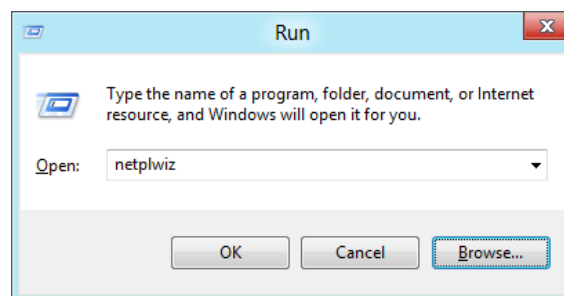 Run
Type the name of a program, folder, document, or Internet
resource, and Windows will open it for you.
Open: netplwiz
OK Cancel Browse...